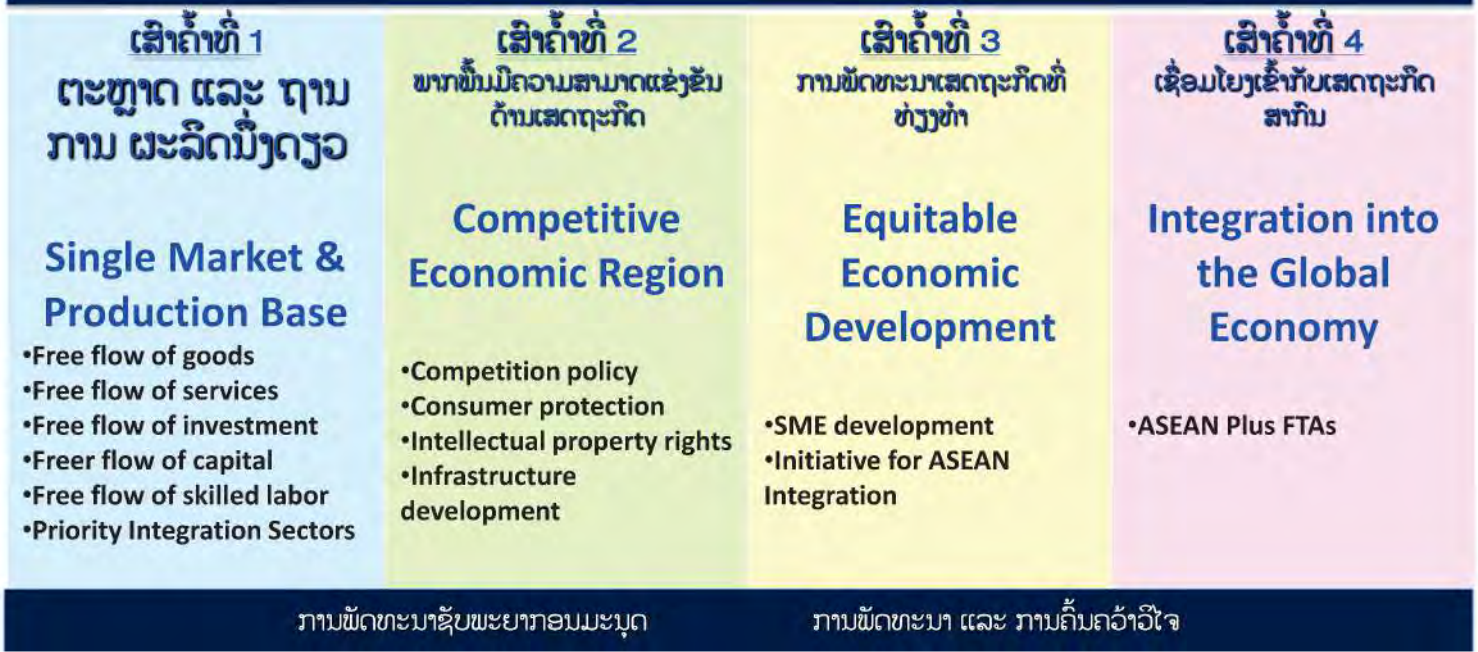 ເສົາຄ້ຳທີ່ 1
ຕະຫຼາດ ແລະ ຖານ
ການ ຜະລິດນຶ່ງດຽວ
Single Market &
Production Base
•Free flow of goods
•Free flow of services
•Free flow of investment
•Freer flow of capital
•Free flow of skilled labor
•Priority Integration Sectors
ເສົາຄ້ຳທີ່ 2
ພາກພື້ນມີຄວາມສາມາດແຂ່ງຂັນ
ດ້ານເສດຖະກິດ
Competitive
Economic Region
•Competition policy
•Consumer protection
•Intellectual property rights
•Infrastructure
development
ເສົາຄ້ຳທີ່ 3
ການພັດທະນາເສດຖະກິດທີ່
ທ່ຽງທຳ
Equitable
Economic
Development
•SME development
•Initiative for ASEAN
Integration
ເສົາຄ້ຳທີ່ 4
ເຊື່ອມໂຍງເຂົ້າກັບເສດຖະກິດ
ສາກົນ
Integration into
the Global
Economy
•ASEAN Plus FTAs
ການພັດທະນາຊັບພະຍາກອນມະນຸດ
ການພັດທະນາ ແລະ ການຄົ້ນຄວ້າວິໄຈ